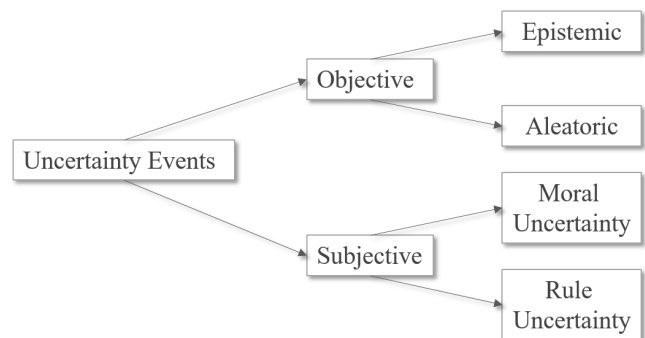 Uncertainty Events
Objective
Subjective
Epistemic
Aleatoric
Moral
Uncertainty
Rule
Uncertainty